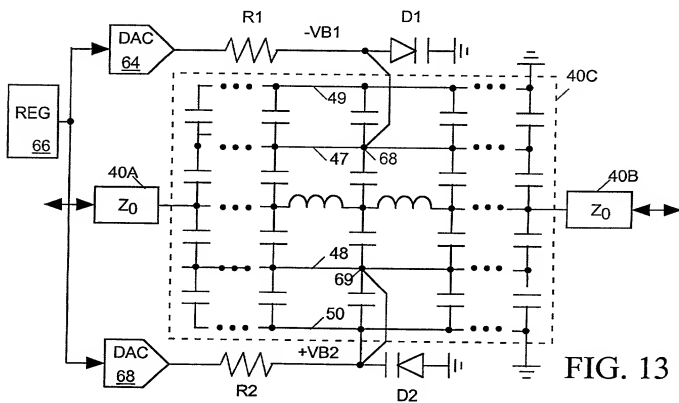 R1
-VB1
D1
DAC
64
40C
49
REG
66
47
68
40A
Z0
40B
Z0
48
69
50
+VB2
DAC
68
R2
D2
FIG. 13